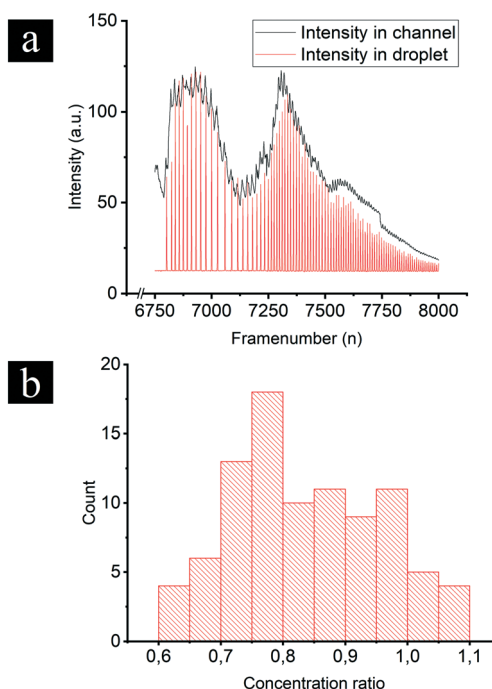 a
150
100
50
0
Intensity (a.u.)
Intensity in channel
Intensity in droplet
6750 7000 7250 7500 7750 8000
Framenumber (n)
b
20
15
10
5
0
Count
0,6 0,7 0,8 0,9 1,0 1,1
Concentration ratio